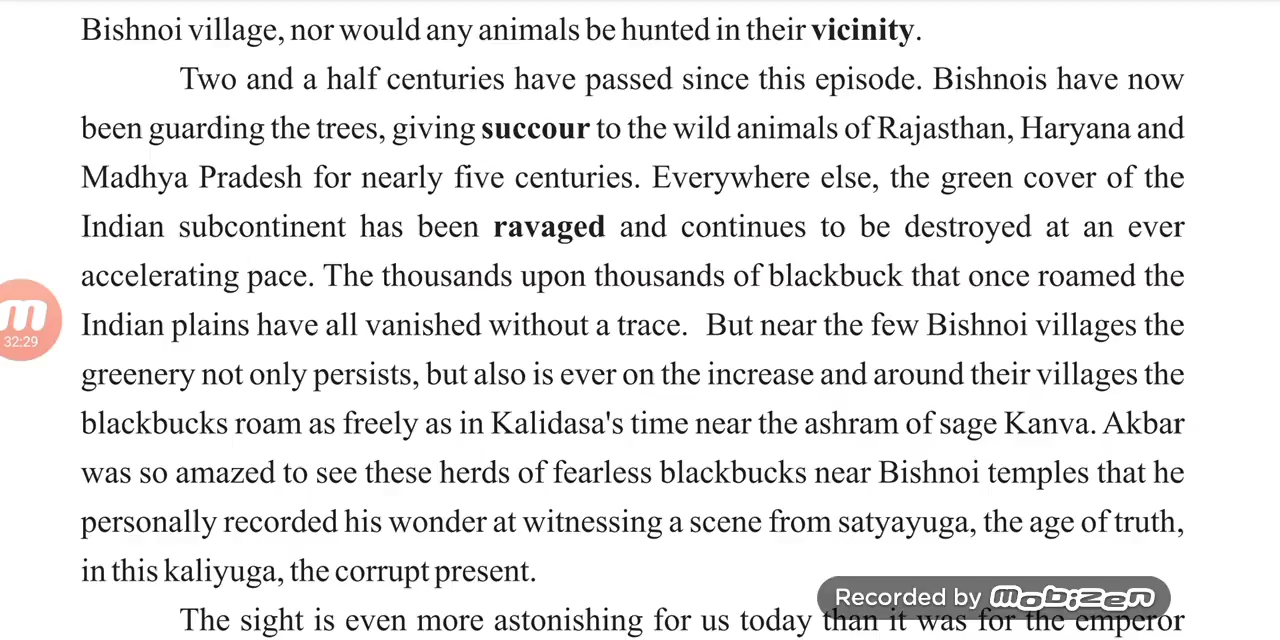 Bishnoi village, nor would any animals be hunted in their vicinity.
Two and a half centuries have passed since this episode. Bishnois have now
been guarding the trees, giving succour to the wild animals of Rajasthan, Haryana and
Madhya Pradesh for nearly five centuries. Everywhere else, the green cover of the
Indian subcontinent has been ravaged and continues to be destroyed at an ever
accelerating pace. The thousands upon thousands of blackbuck that once roamed the
Indian plains have all vanished without a trace. But near the few Bishnoi villages the
greenery not only persists, but also is ever on the increase and around their villages the
blackbucks roam as freely as in Kalidasa's time near the ashram of sage Kanva. Akbar
was so amazed to see these herds of fearless blackbucks near Bishnoi temples that he
personally recorded his wonder at witnessing a scene from satyayuga, the age of truth,
in this kaliyuga, the corrupt present.
The sight is even more astonishing for us today than it was for the emperor
m
32:29
Recorded by mobizen